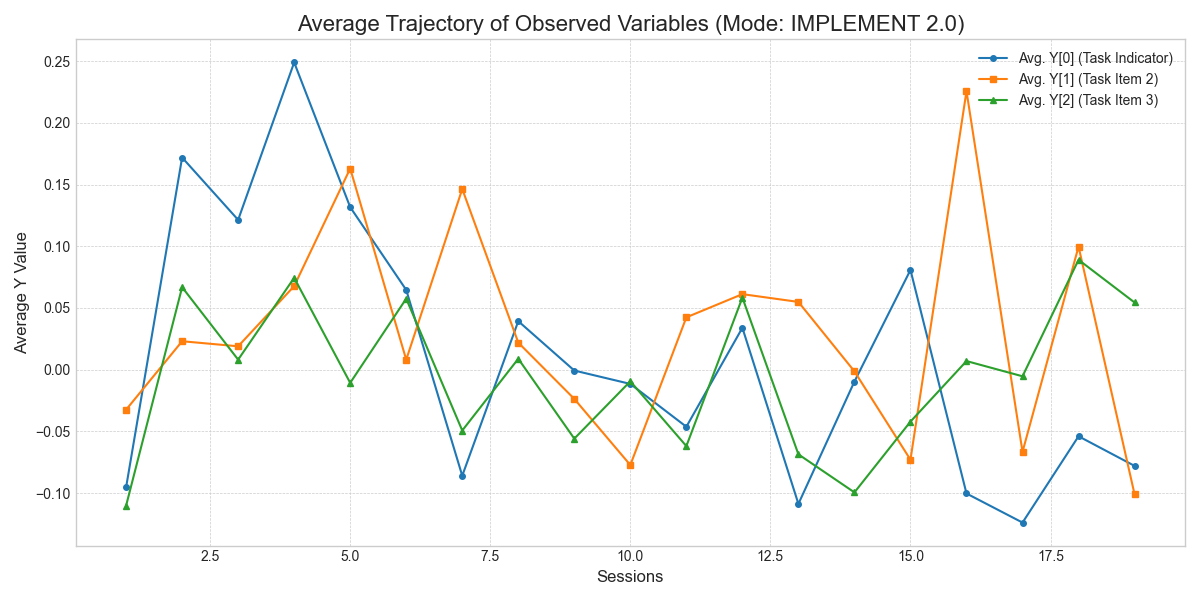 Average Trajectory of Observed Variables (Mode: IMPLEMENT 2.0)
Avg. Y[0] (Task Indicator)
Avg. Y[1] (Task Item 2)
Avg. Y[2] (Task Item 3)
Average Y Value
0.25
0.20
0.15
0.10
0.05
0.00
−0.05
−0.10
2.5 5.0 7.5 10.0 12.5 15.0 17.5
Sessions